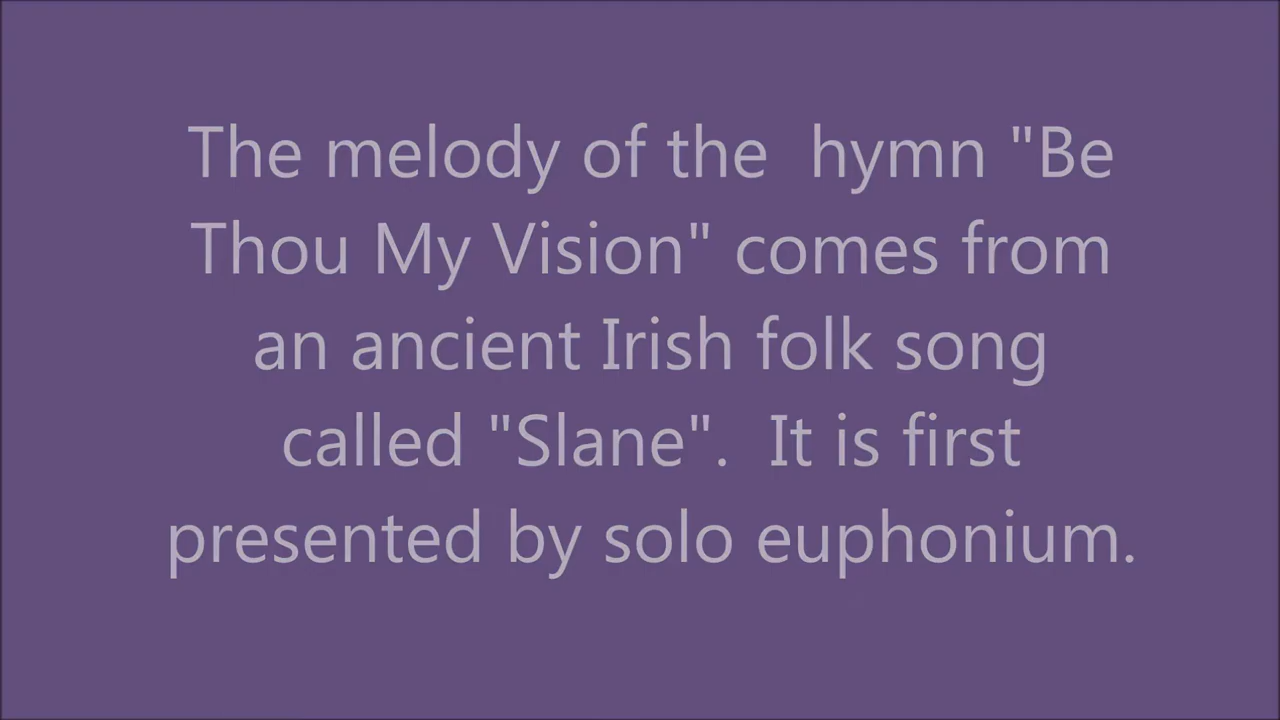 The melody of the  hymn "Be
Thou My Vision" comes from
an ancient Irish folk song
called "Slane".  It is first
presented by solo euphonium.